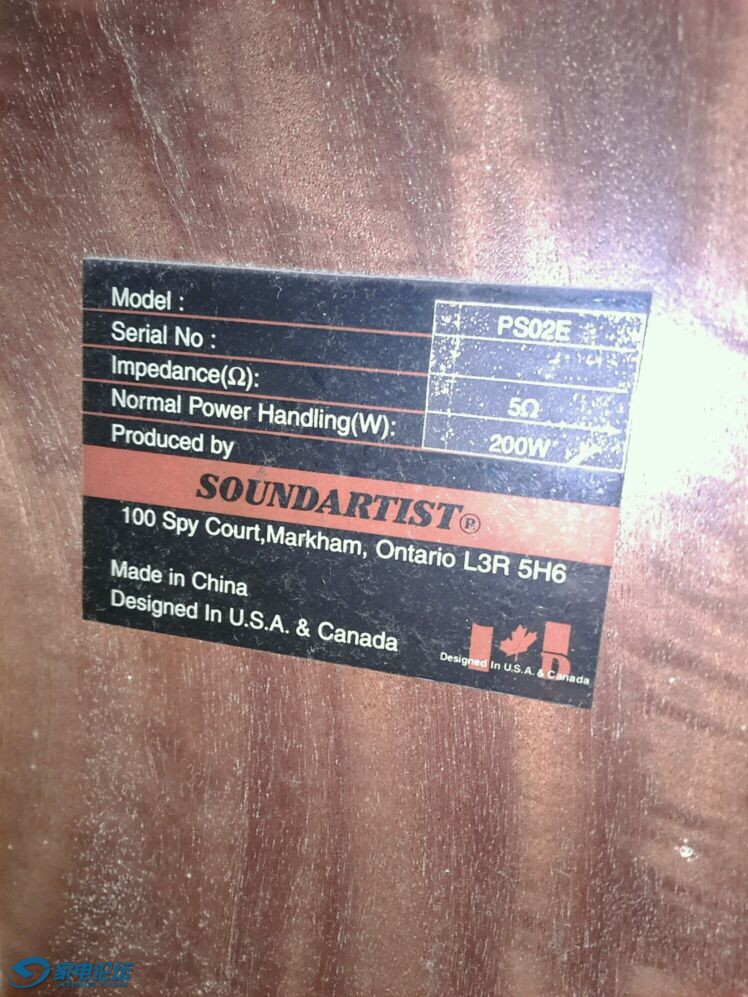 Model :
PS02E
Serial No :
Impedance(Ω):
5Ω
Normal Power Handling(W):
200W
Produced by
SOUNDARTIST®
100 Spy Court,Markham, Ontario L3R 5H6
Made in China
Designed In U.S.A. & Canada
D
Designed In U.S.A. & Canada
家电论坛